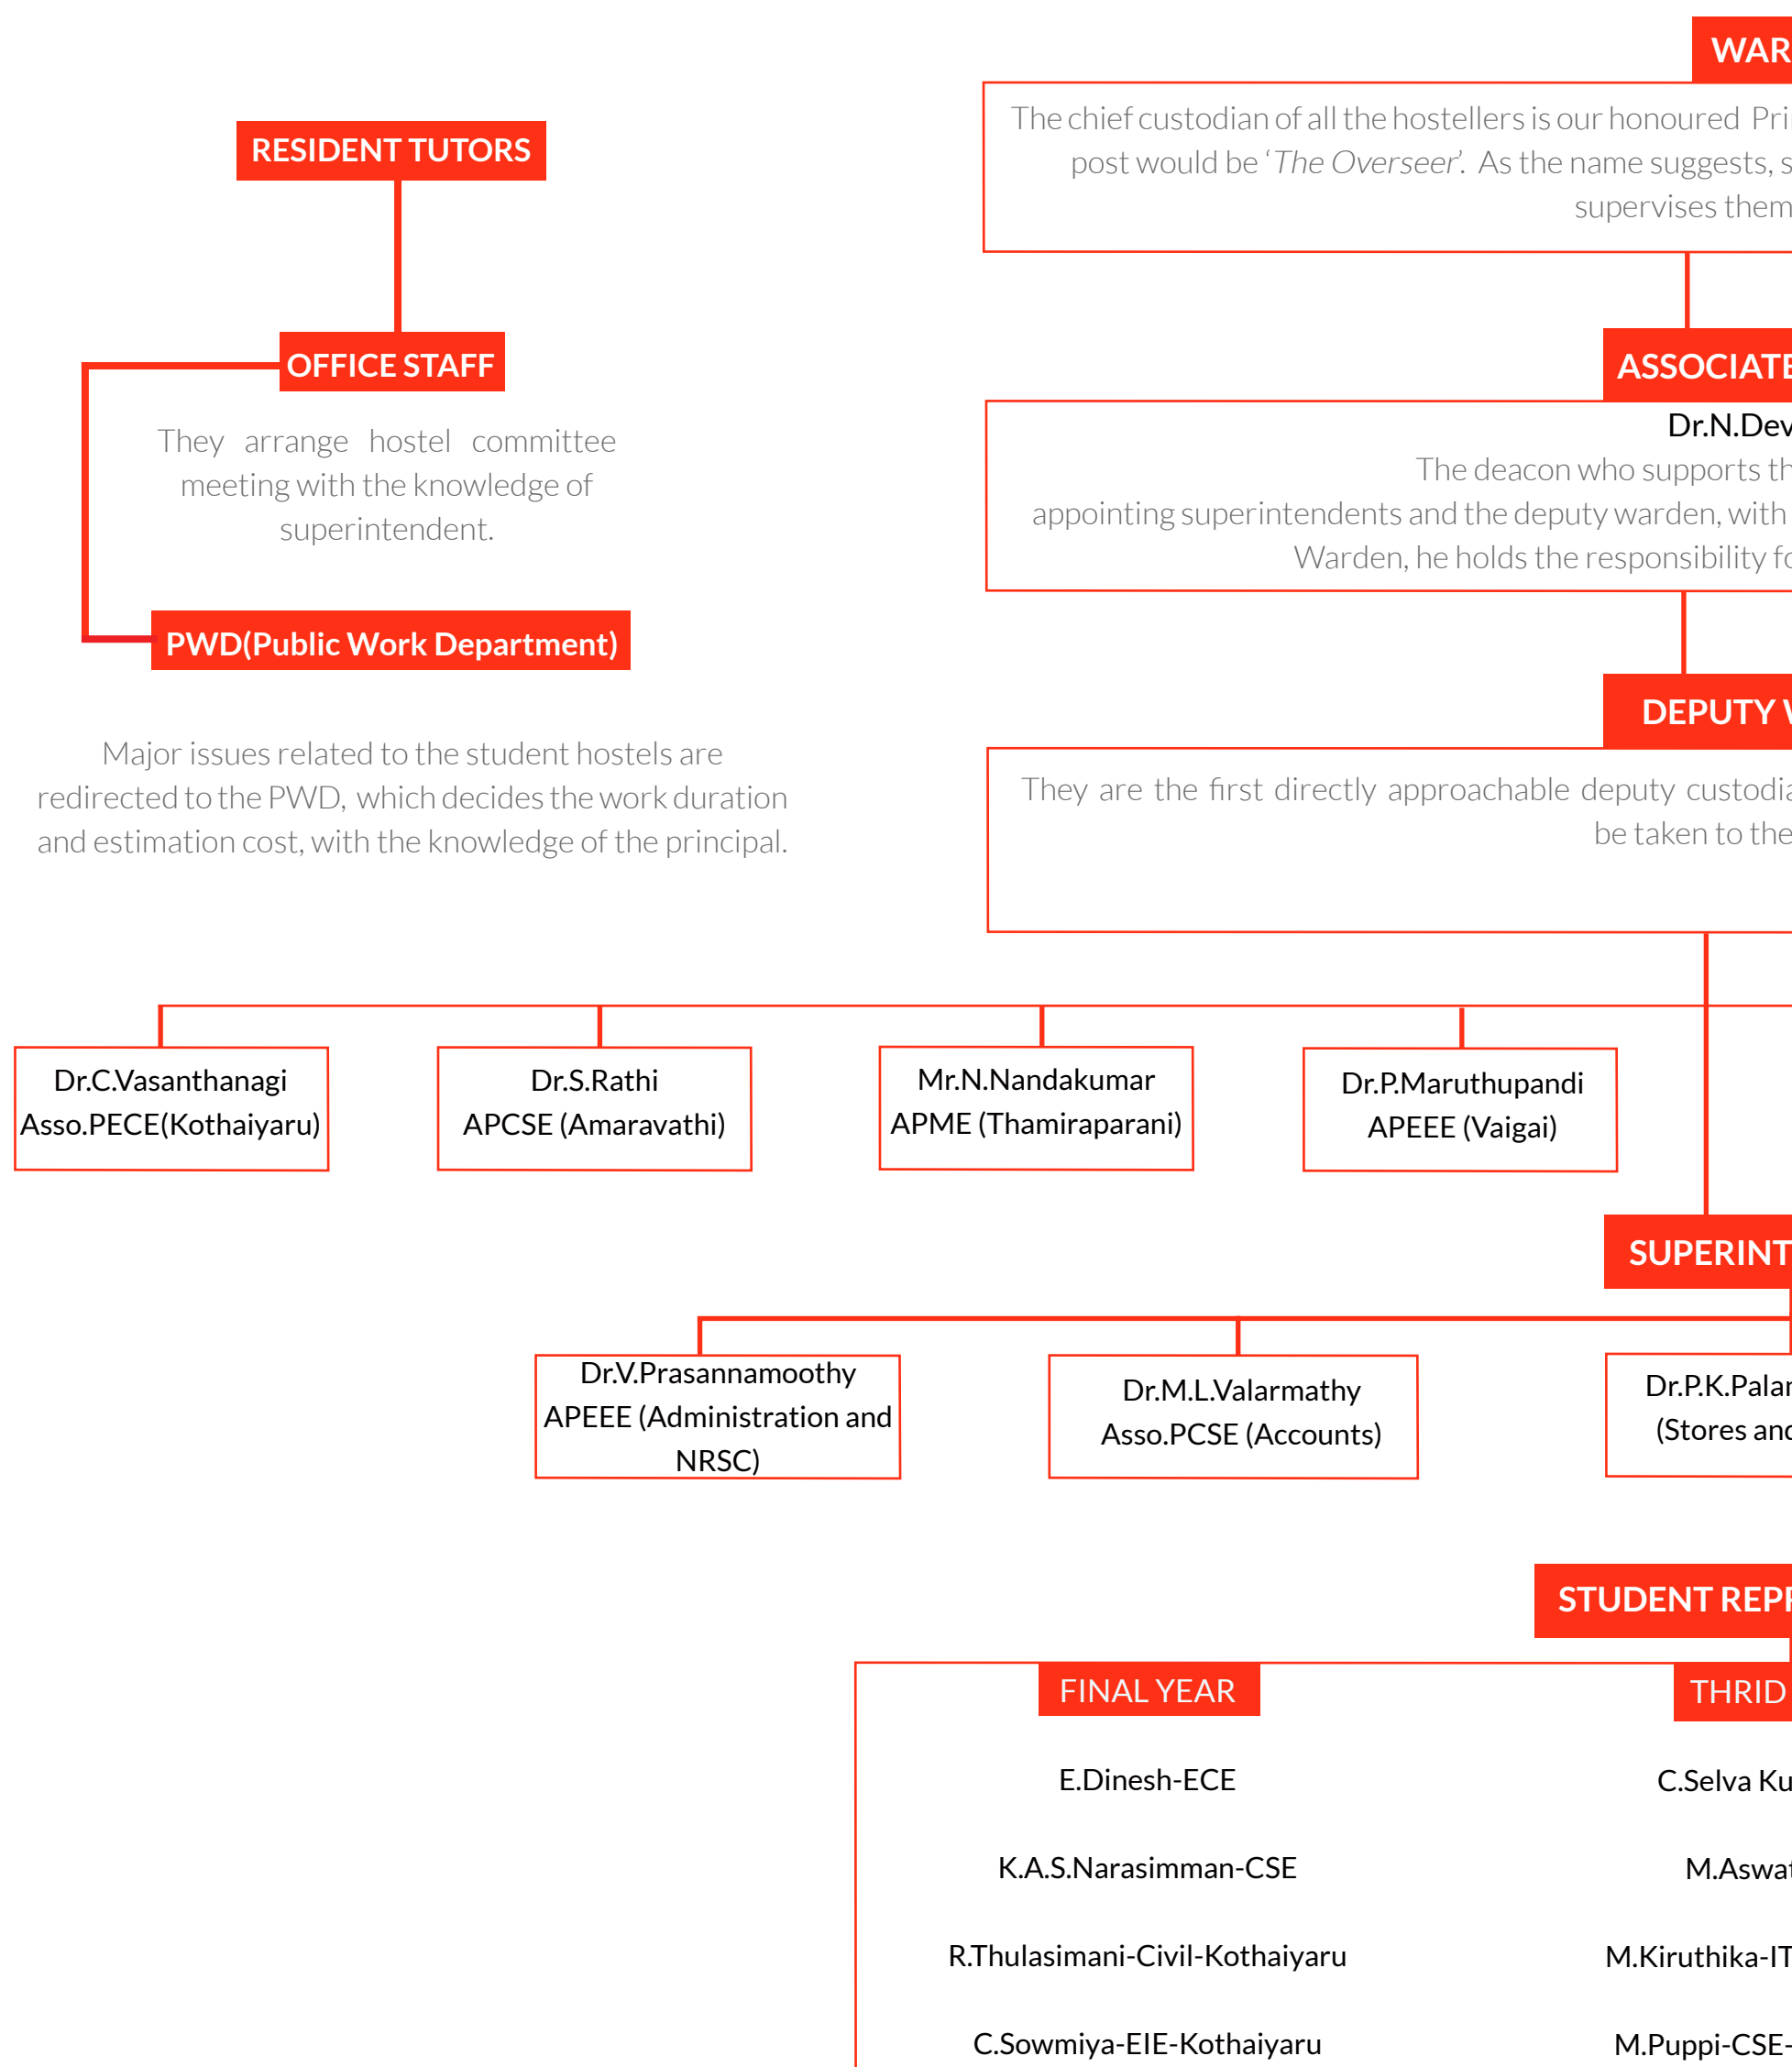 WAR
The chief custodian of all the hostellers is our honoured Pri
post would be ‘The Overseer’. As the name suggests, s
supervises them
RESIDENT TUTORS
OFFICE STAFF
They arrange hostel committee
meeting with the knowledge of
superintendent.
PWD(Public Work Department)
Major issues related to the student hostels are
redirected to the PWD, which decides the work duration
and estimation cost, with the knowledge of the principal.
ASSOCIATE
Dr.N.Dev
The deacon who supports th
appointing superintendents and the deputy warden, with
Warden, he holds the responsibility fo
DEPUTY W
They are the first directly approachable deputy custodia
be taken to the
Dr.C.Vasanthanagi
Asso.PECE(Kothaiyaru)
Dr.S.Rathi
APCSE (Amaravathi)
Mr.N.Nandakumar
APME (Thamiraparani)
Dr.P.Maruthupandi
APEEE (Vaigai)
SUPERINT
Dr.V.Prasannamoothy
APEEE (Administration and
NRSC)
Dr.M.L.Valarmathy
Asso.PCSE (Accounts)
Dr.P.K.Palan
(Stores and
STUDENT REPR
FINAL YEAR
E.Dinesh-ECE
K.A.S.Narasimman-CSE
R.Thulasimani-Civil-Kothaiyaru
C.Sowmiya-EIE-Kothaiyaru
THRID
C.Selva Ku
M.Aswat
M.Kiruthika-IT
M.Puppi-CSE-